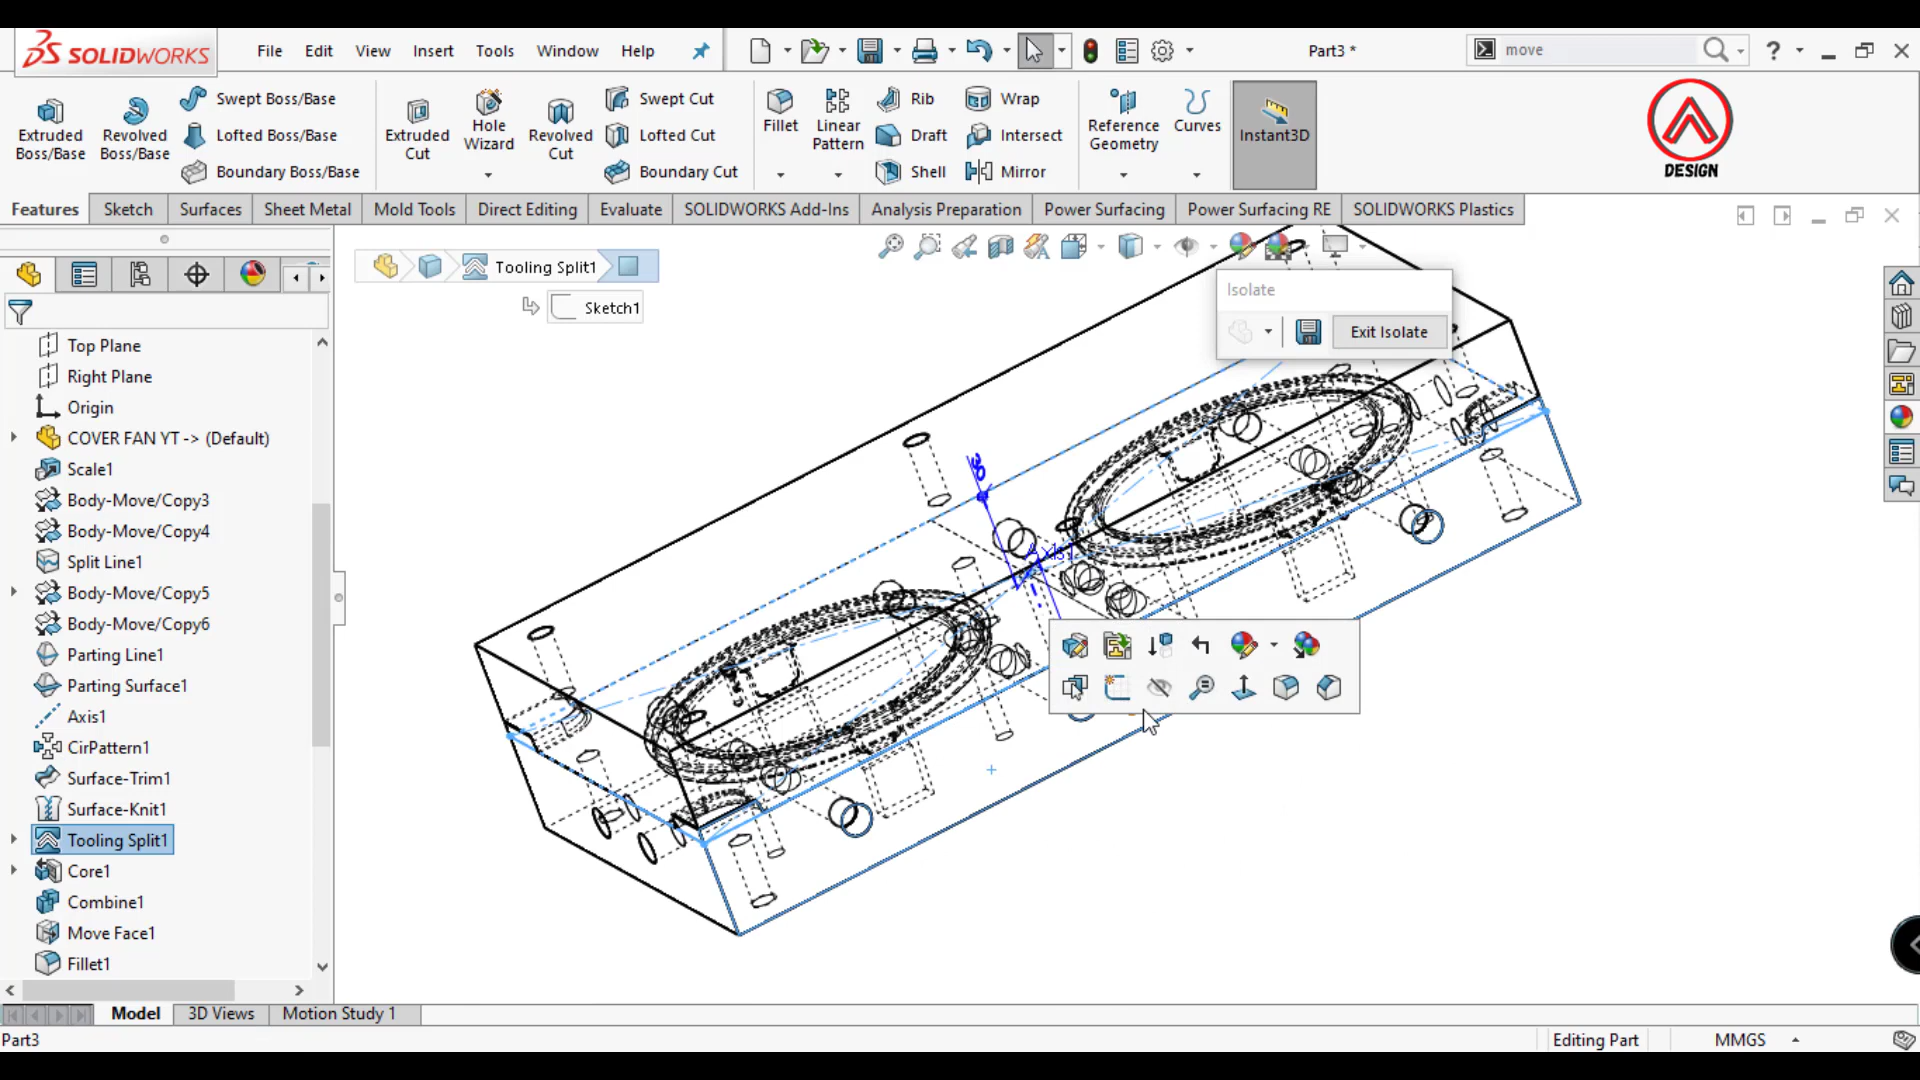 SOLIDWORKS
File Edit View Insert Tools Window Help
Part3 *
move
?
Extruded Boss/Base
Revolved Boss/Base
Swept Boss/Base
Lofted Boss/Base
Boundary Boss/Base
Extruded Cut
Hole Wizard
Revolved Cut
Swept Cut
Lofted Cut
Boundary Cut
Fillet
Linear Pattern
Rib
Draft
Shell
Wrap
Intersect
Mirror
Reference Geometry
Curves
Instant3D
DESIGN
Features Sketch Surfaces Sheet Metal Mold Tools Direct Editing Evaluate SOLIDWORKS Add-Ins Analysis Preparation Power Surfacing Power Surfacing RE SOLIDWORKS Plastics
Tooling Split1
Sketch1
Isolate
Exit Isolate
Top Plane
Right Plane
Origin
COVER FAN YT -> (Default)
Scale1
Body-Move/Copy3
Body-Move/Copy4
Split Line1
Body-Move/Copy5
Body-Move/Copy6
Parting Line1
Parting Surface1
Axis1
CirPattern1
Surface-Trim1
Surface-Knit1
Tooling Split1
Core1
Combine1
Move Face1
Fillet1
Axis1
Model 3D Views Motion Study 1
Part3
Editing Part
MMGS